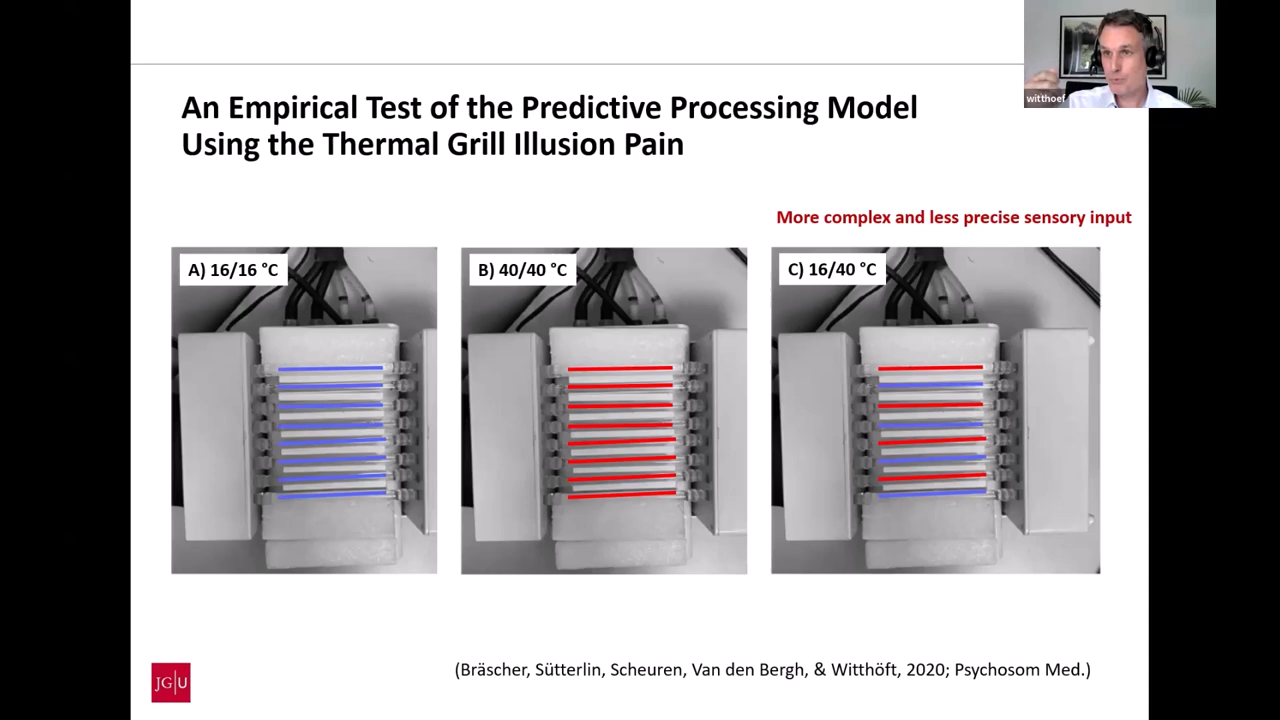 witthoef
An Empirical Test of the Predictive Processing Model
Using the Thermal Grill Illusion Pain
More complex and less precise sensory input
A) 16/16 °C
B) 40/40 °C
C) 16/40 °C
JG|U
(Bräscher, Sütterlin, Scheuren, Van den Bergh, & Witthöft, 2020; Psychosom Med.)